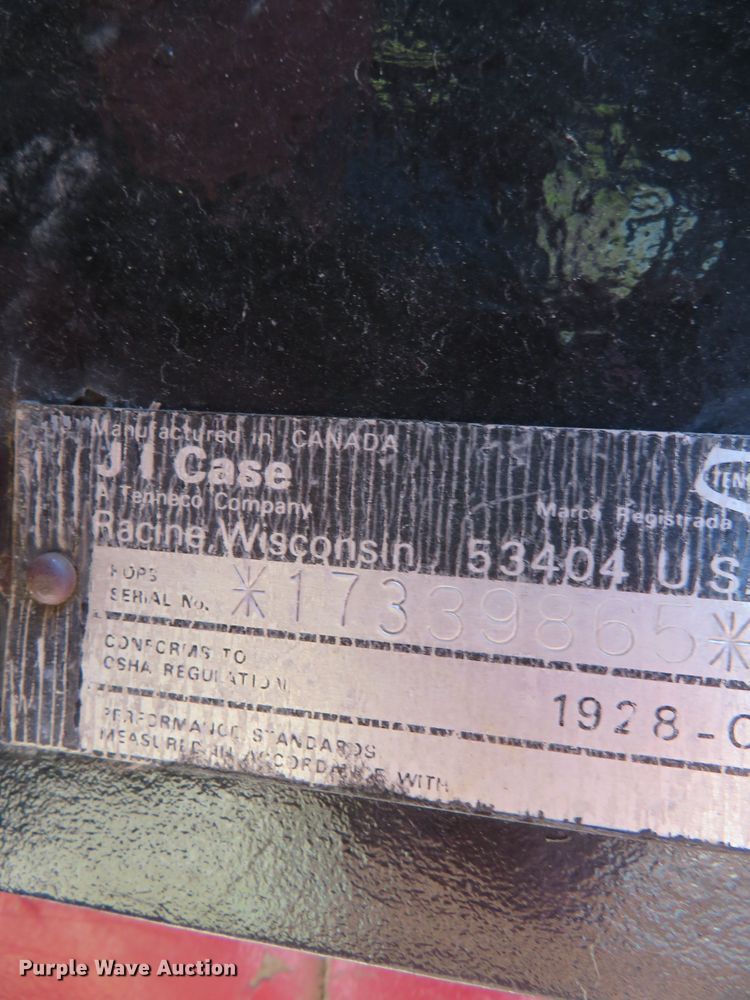 Manufactured in CANADA
J I Case
A Tenneco Company
TEN
Marca Registrada
Racine, Wisconsin 53404 U.S.
ROPS
SERIAL No. *17339865*
CONFORMS TO
OSHA REGULATION 1928-C
PERFORMANCE STANDARDS
MEASURED IN ACCORDANCE WITH
Purple Wave Auction